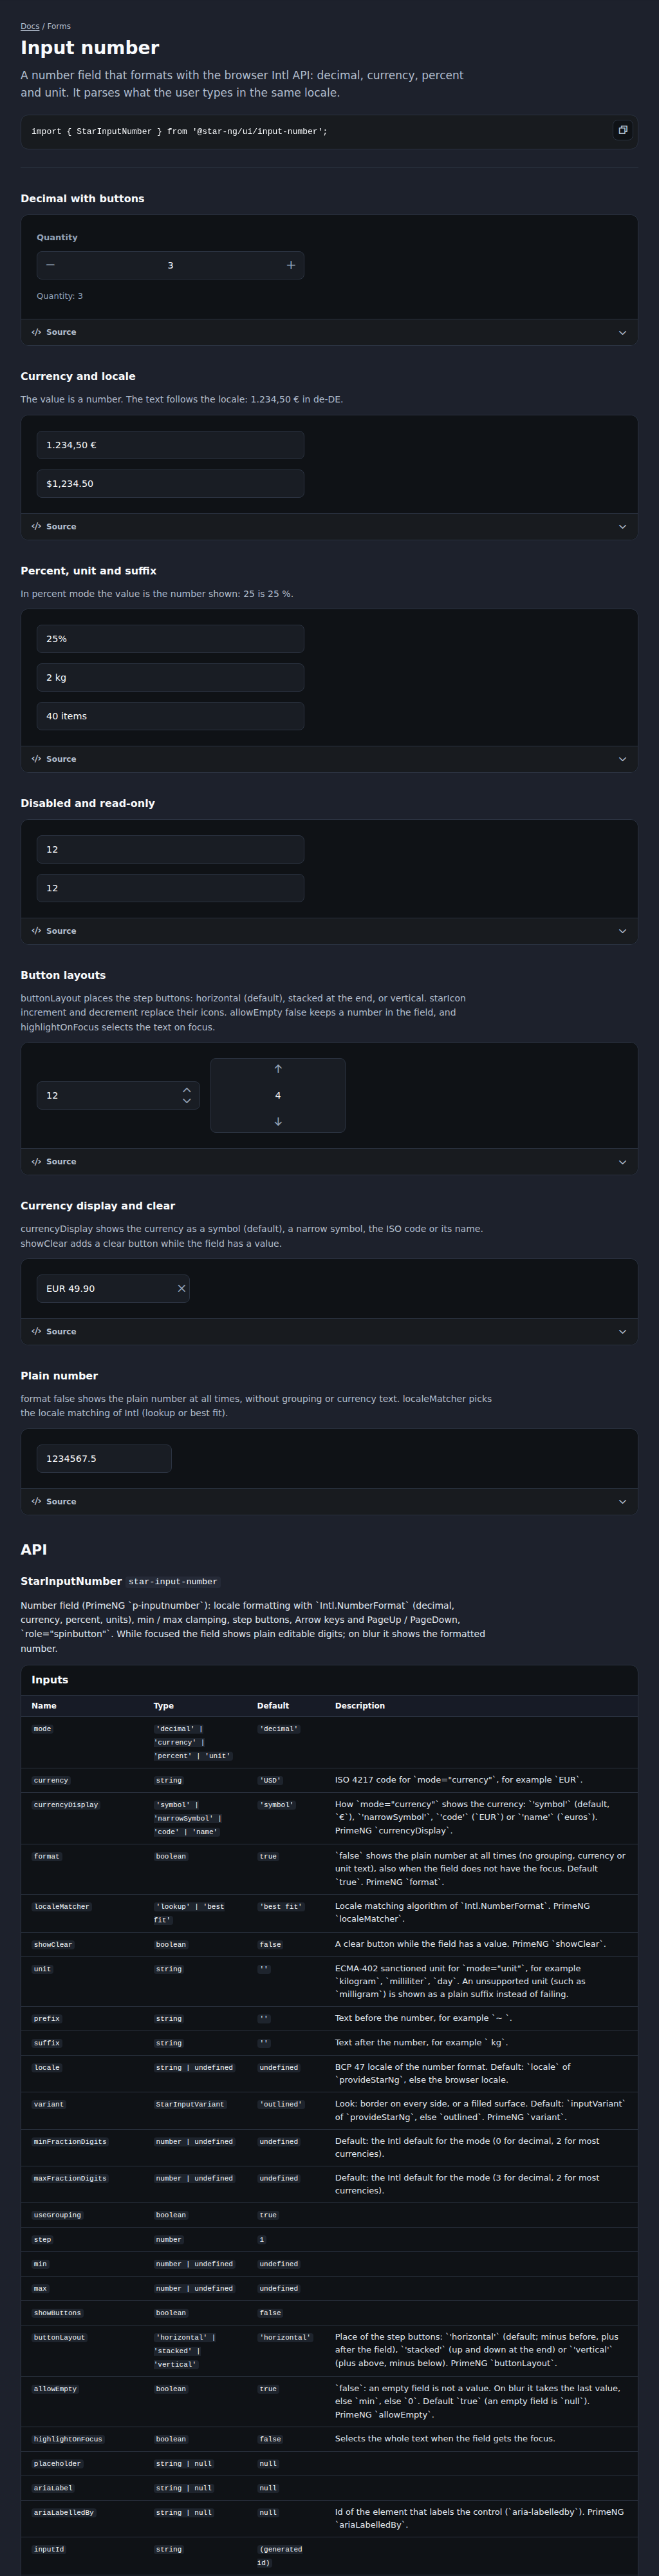 Docs / Forms
Input number
A number field that formats with the browser Intl API: decimal, currency, percent
and unit. It parses what the user types in the same locale.
import { StarInputNumber } from '@star-ng/ui/input-number';
Decimal with buttons
Quantity
3
Quantity: 3
Source
Currency and locale
The value is a number. The text follows the locale: 1.234,50 € in de-DE.
1.234,50 €
$1,234.50
Source
Percent, unit and suffix
In percent mode the value is the number shown: 25 is 25 %.
25%
2 kg
40 items
Source
Disabled and read-only
12
12
Source
Button layouts
buttonLayout places the step buttons: horizontal (default), stacked at the end, or vertical. starIcon
increment and decrement replace their icons. allowEmpty false keeps a number in the field, and
highlightOnFocus selects the text on focus.
12
4
Source
Currency display and clear
currencyDisplay shows the currency as a symbol (default), a narrow symbol, the ISO code or its name.
showClear adds a clear button while the field has a value.
EUR 49.90
Source
Plain number
format false shows the plain number at all times, without grouping or currency text. localeMatcher picks
the locale matching of Intl (lookup or best fit).
1234567.5
Source
API
StarInputNumber star-input-number
Number field (PrimeNG `p-inputnumber`): locale formatting with `Intl.NumberFormat` (decimal,
currency, percent, units), min / max clamping, step buttons, Arrow keys and PageUp / PageDown,
`role="spinbutton"`. While focused the field shows plain editable digits; on blur it shows the formatted
number.
Inputs
Name Type Default Description
mode 'decimal' | 'decimal'
'currency' |
'percent' | 'unit'
currency string 'USD' ISO 4217 code for `mode="currency"`, for example `EUR`.
currencyDisplay 'symbol' | 'symbol' How `mode="currency"` shows the currency: `'symbol'` (default,
'narrowSymbol' | `€`), `'narrowSymbol'`, `'code'` (`EUR`) or `'name'` (`euros`).
'code' | 'name' PrimeNG `currencyDisplay`.
format boolean true `false` shows the plain number at all times (no grouping, currency or
unit text), also when the field does not have the focus. Default
`true`. PrimeNG `format`.
localeMatcher 'lookup' | 'best 'best fit' Locale matching algorithm of `Intl.NumberFormat`. PrimeNG
fit' `localeMatcher`.
showClear boolean false A clear button while the field has a value. PrimeNG `showClear`.
unit string '' ECMA-402 sanctioned unit for `mode="unit"`, for example
`kilogram`, `milliliter`, `day`. An unsupported unit (such as
`milligram`) is shown as a plain suffix instead of failing.
prefix string '' Text before the number, for example `~ `.
suffix string '' Text after the number, for example ` kg`.
locale string | undefined undefined BCP 47 locale of the number format. Default: `locale` of
`provideStarNg`, else the browser locale.
variant StarInputVariant 'outlined' Look: border on every side, or a filled surface. Default: `inputVariant`
of `provideStarNg`, else `outlined`. PrimeNG `variant`.
minFractionDigits number | undefined undefined Default: the Intl default for the mode (0 for decimal, 2 for most
currencies).
maxFractionDigits number | undefined undefined Default: the Intl default for the mode (3 for decimal, 2 for most
currencies).
useGrouping boolean true
step number 1
min number | undefined undefined
max number | undefined undefined
showButtons boolean false
buttonLayout 'horizontal' | 'horizontal' Place of the step buttons: `'horizontal'` (default; minus before, plus
'stacked' | after the field), `'stacked'` (up and down at the end) or `'vertical'`
'vertical' (plus above, minus below). PrimeNG `buttonLayout`.
allowEmpty boolean true `false`: an empty field is not a value. On blur it takes the last value,
else `min`, else `0`. Default `true` (an empty field is `null`).
PrimeNG `allowEmpty`.
highlightOnFocus boolean false Selects the whole text when the field gets the focus.
placeholder string | null null
ariaLabel string | null null
ariaLabelledBy string | null null Id of the element that labels the control (`aria-labelledby`). PrimeNG
`ariaLabelledBy`.
inputId string (generated
id)